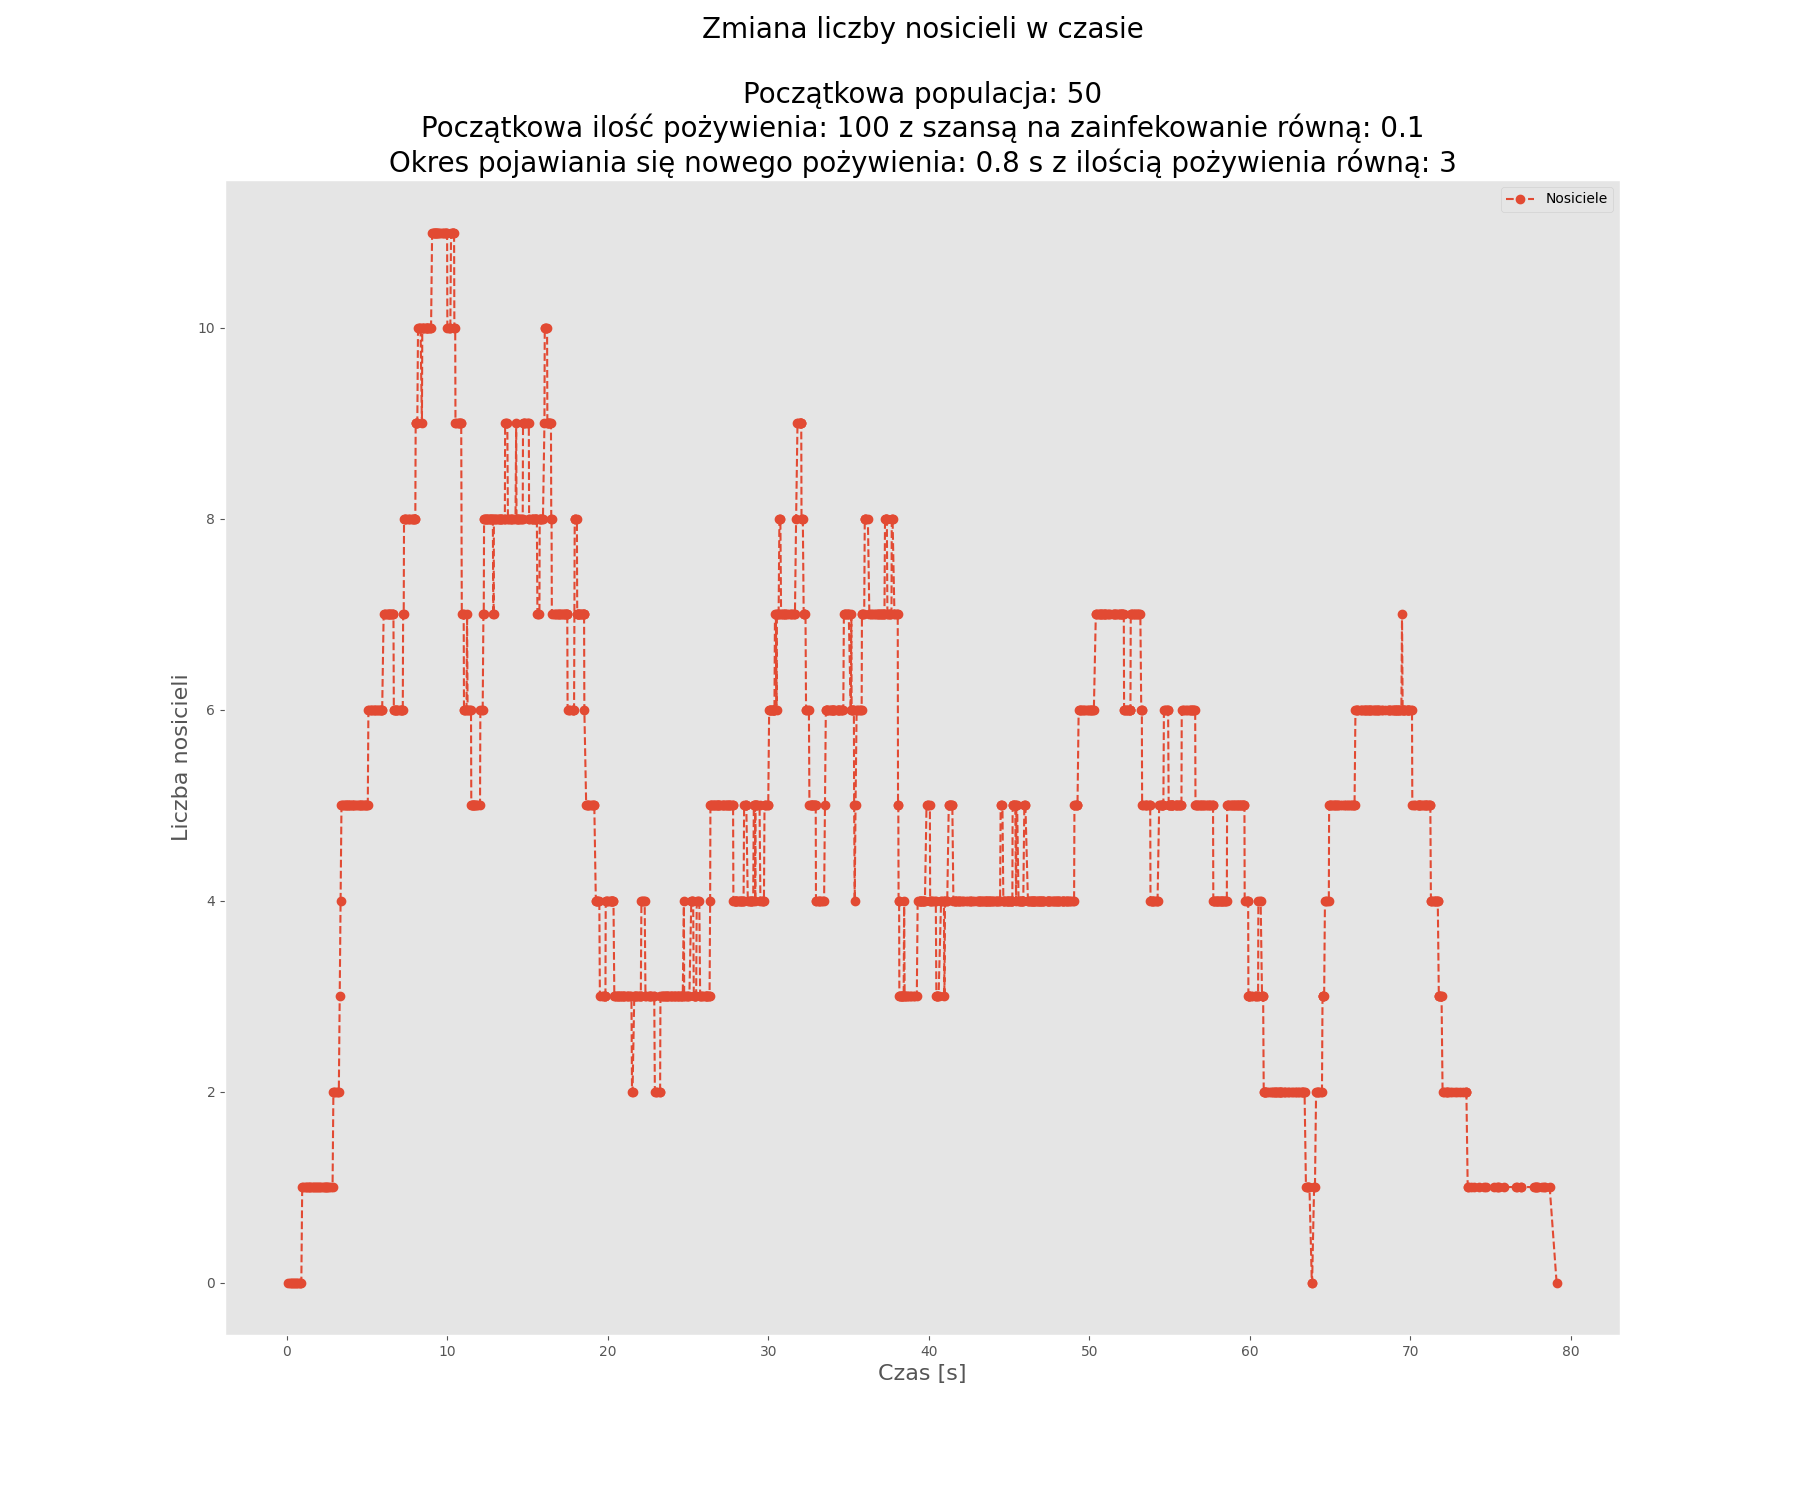 Zmiana liczby nosicieli w czasie
Początkowa populacja: 50
Początkowa ilość pożywienia: 100 z szansą na zainfekowanie równą: 0.1
Okres pojawiania się nowego pożywienia: 0.8 s z ilością pożywienia równą: 3
Nosiciele
10
8
6
4
2
0
Liczba nosicieli
0 10 20 30 40 50 60 70 80
Czas [s]